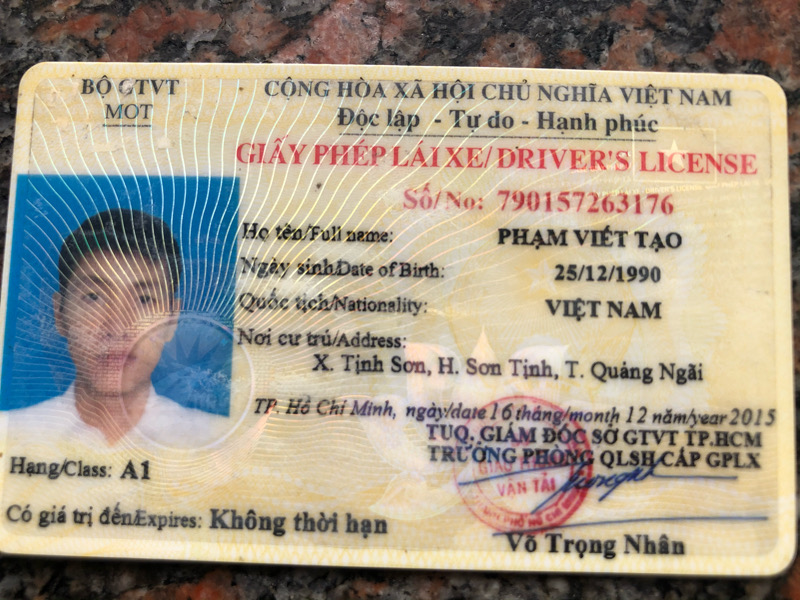 BỘ GTVT
MOT
CỘNG HÒA XÃ HỘI CHỦ NGHĨA VIỆT NAM
Độc lập - Tự do - Hạnh phúc
GIẤY PHÉP LÁI XE/DRIVER'S LICENSE
Số/No: 790157263176
Họ tên/Full name: PHẠM VIẾT TẠO
Ngày sinh/Date of Birth: 25/12/1990
Quốc tịch/Nationality: VIỆT NAM
Nơi cư trú/Address:
X. Tịnh Sơn, H. Sơn Tịnh, T. Quảng Ngãi
TP. Hồ Chí Minh, ngày/date 16 tháng/month 12 năm/year 2015
TUQ. GIÁM ĐỐC SỞ GTVT TP.HCM
TRƯỞNG PHÒNG QLSH,CẤP GPLX
VẬN TẢI
Hạng/Class: A1
Có giá trị đến/Expires: Không thời hạn
Võ Trọng Nhân